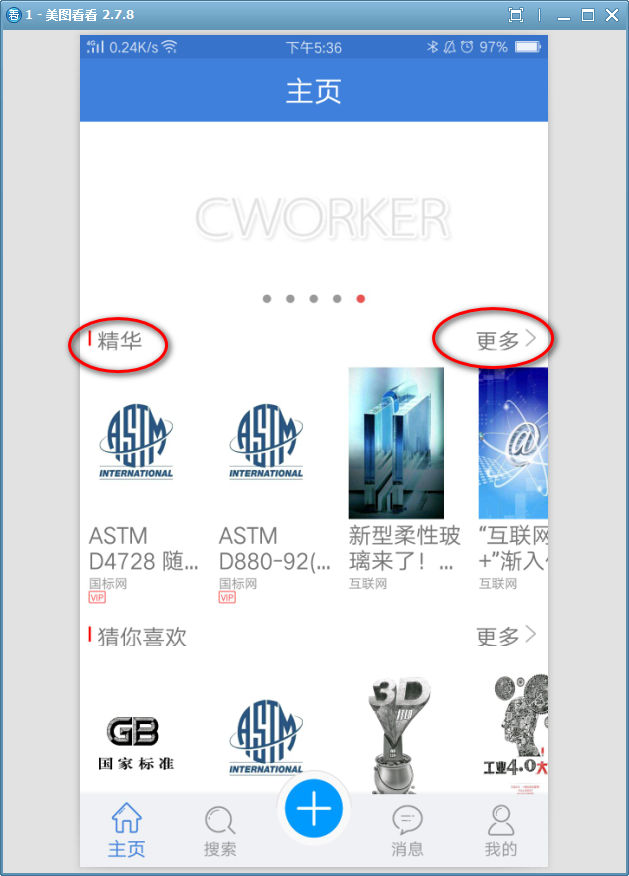 1 - 美图看看 2.7.8
4G 0.24K/s 下午5:36 97%
主页
CWORKER
精华 更多
ASTM INTERNATIONAL ASTM INTERNATIONAL @
ASTM ASTM 新型柔性玻 “互联网
D4728 随... D880-92(... 璃来了！... +”渐入
国标网 国标网 互联网 互联网
VIP VIP
猜你喜欢 更多
GB 国家标准 ASTM INTERNATIONAL 3D 工业4.0大
主页 搜索 消息 我的